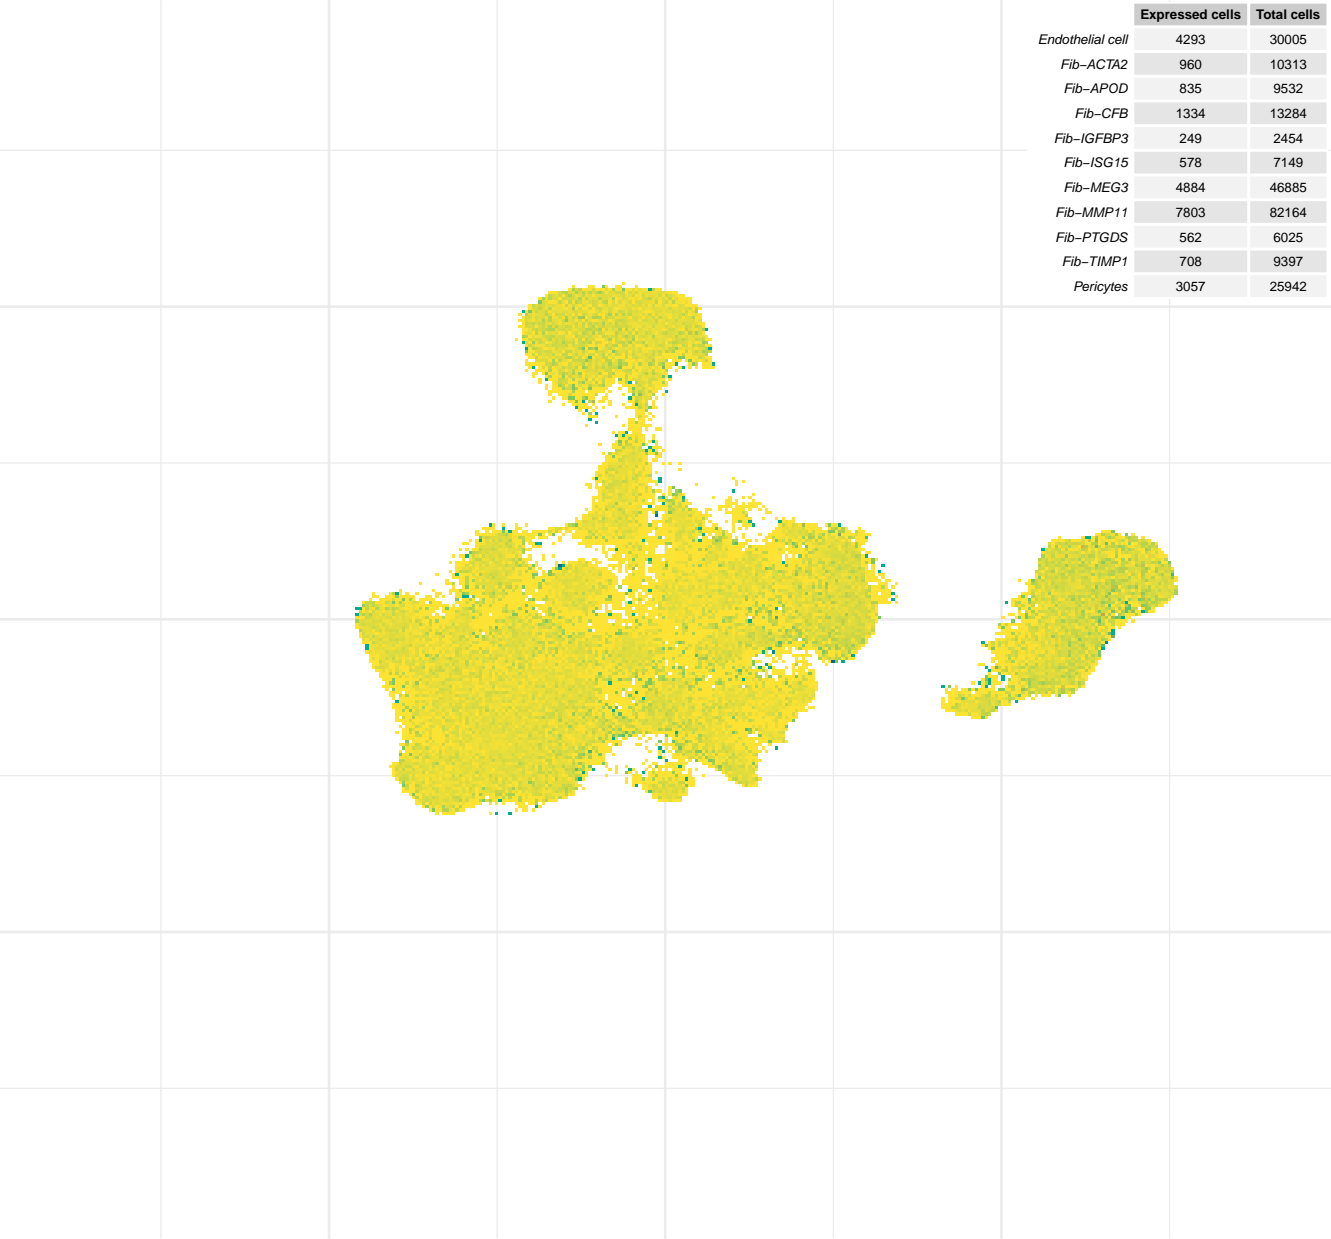 Expressed cells Total cells
Endothelial cell 4293 30005
Fib−ACTA2 960 10313
Fib−APOD 835 9532
Fib−CFB 1334 13284
Fib−IGFBP3 249 2454
Fib−ISG15 578 7149
Fib−MEG3 4884 46885
Fib−MMP11 7803 82164
Fib−PTGDS 562 6025
Fib−TIMP1 708 9397
Pericytes 3057 25942